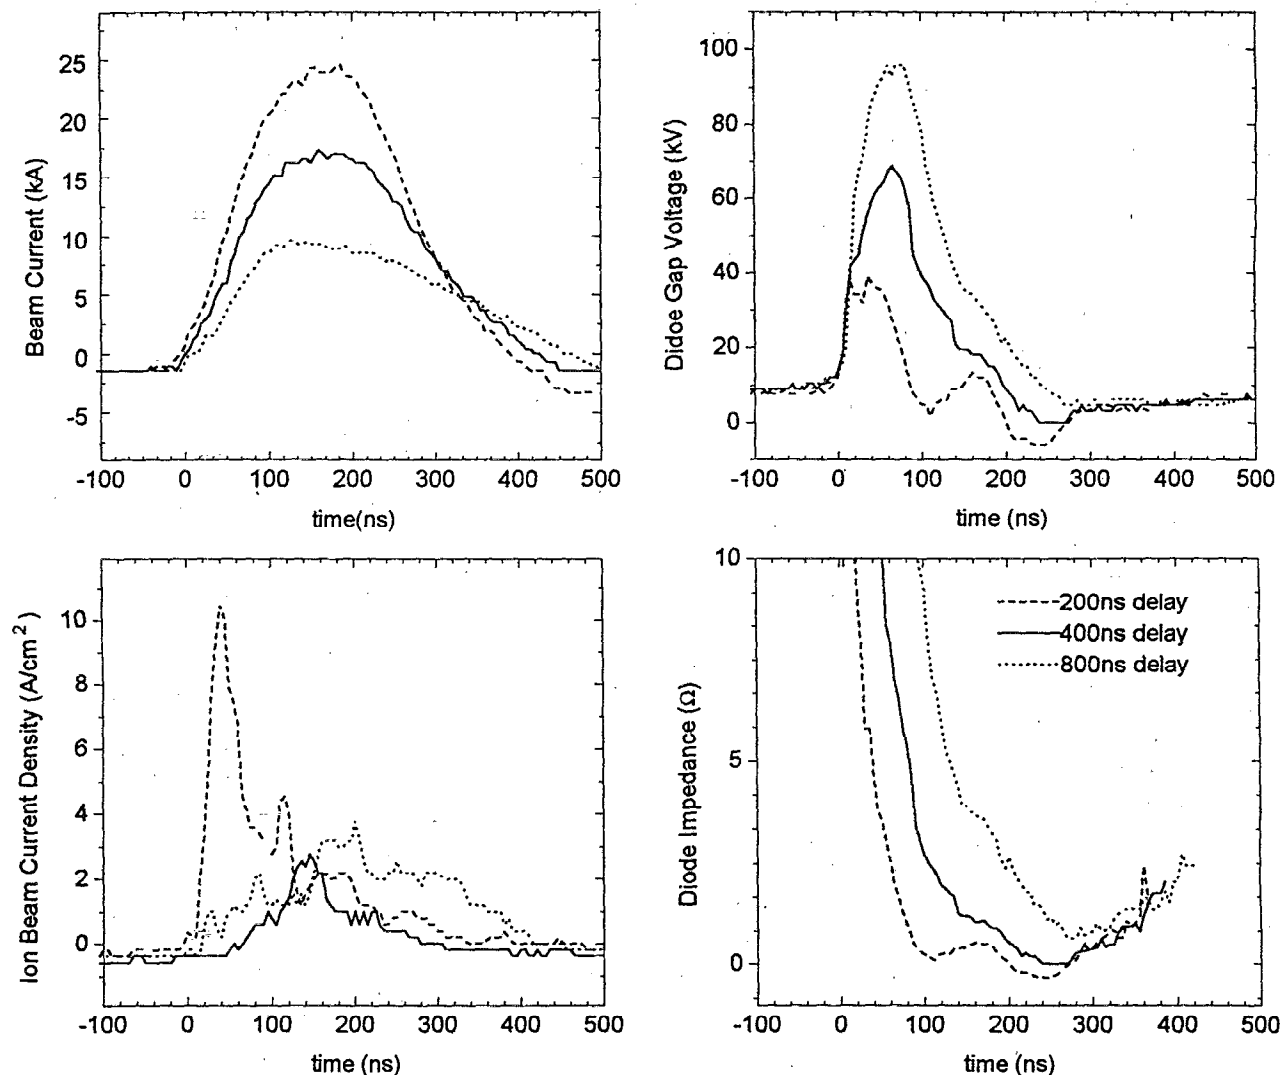 25
20
15
10
5
0
-5
Beam Current (kA)
-100 0 100 200 300 400 500
time(ns)
100
80
60
40
20
0
Didoe Gap Voltage (kV)
-100 0 100 200 300 400 500
time (ns)
10
8
6
4
2
0
Ion Beam Current Density (A/cm2 )
-100 0 100 200 300 400 500
time (ns)
10
5
0
Diode Impedance (Ω)
200ns delay
400ns delay
800ns delay
-100 0 100 200 300 400 500
time (ns)